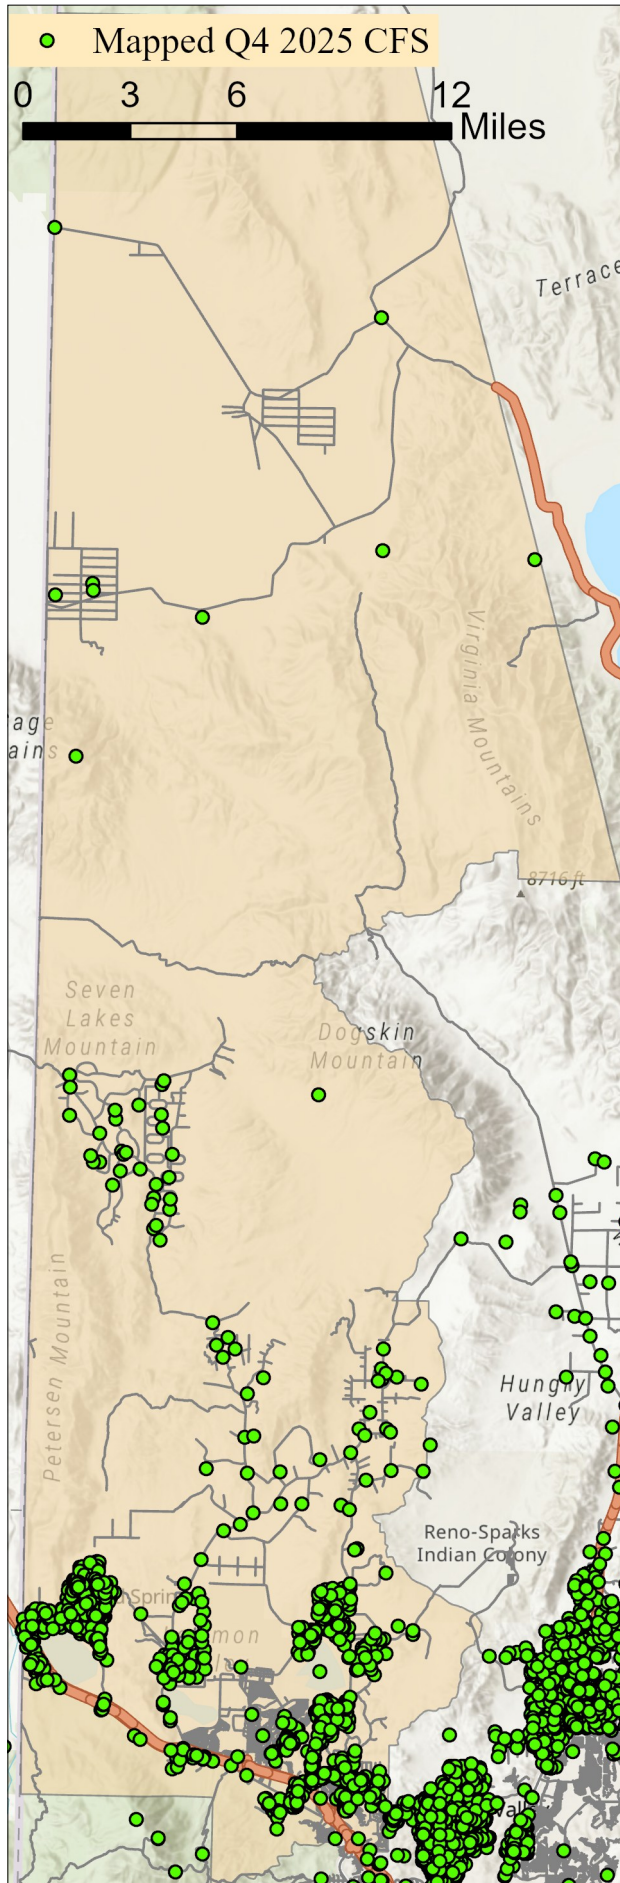 Mapped Q4 2025 CFS
0 3 6 12
Miles
Terrace
Virginia Mountains
8716 ft
Seven
Lakes
Mountain
Dogskin
Mountain
Petersen Mountain
Hungry
Valley
Reno-Sparks
Indian Colony